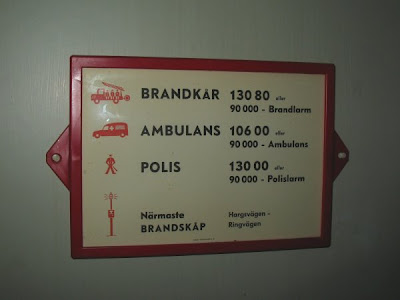 BRANDKÅR 130 80 eller
90 000 - Brandlarm
AMBULANS 106 00 eller
90 000 - Ambulans
POLIS 130 00 eller
90 000 - Polislarm
Närmaste Hargsvägen -
BRANDSKÅP Ringvägen